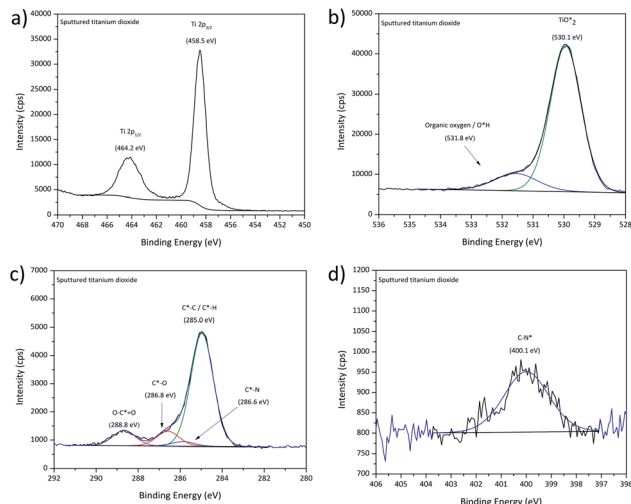 a)
Sputtured titanium dioxide
Ti 2p3/2
(458.5 eV)
Ti 2p1/2
(464.2 eV)
40000
35000
30000
25000
20000
15000
10000
5000
0
Intensity (cps)
470 468 466 464 462 460 458 456 454 452 450
Binding Energy (eV)
b)
Sputtured titanium dioxide
TiO*2
(530.1 eV)
Organic oxygen / O*H
(531.8 eV)
50000
40000
30000
20000
10000
0
Intensity (cps)
536 535 534 533 532 531 530 529 528
Binding Energy (eV)
c)
Sputtured titanium dioxide
C*-C / C*-H
(285.0 eV)
C*-O
(286.8 eV)
C*-N
(286.6 eV)
O-C*=O
(288.8 eV)
7000
6000
5000
4000
3000
2000
1000
0
Intensity (cps)
292 290 288 286 284 282 280
Binding Energy (eV)
d)
Sputtured titanium dioxide
C-N*
(400.1 eV)
1200
1150
1100
1050
1000
950
900
850
800
750
700
Intensity (cps)
406 405 404 403 402 401 400 399 398 397 396
Binding Energy (eV)